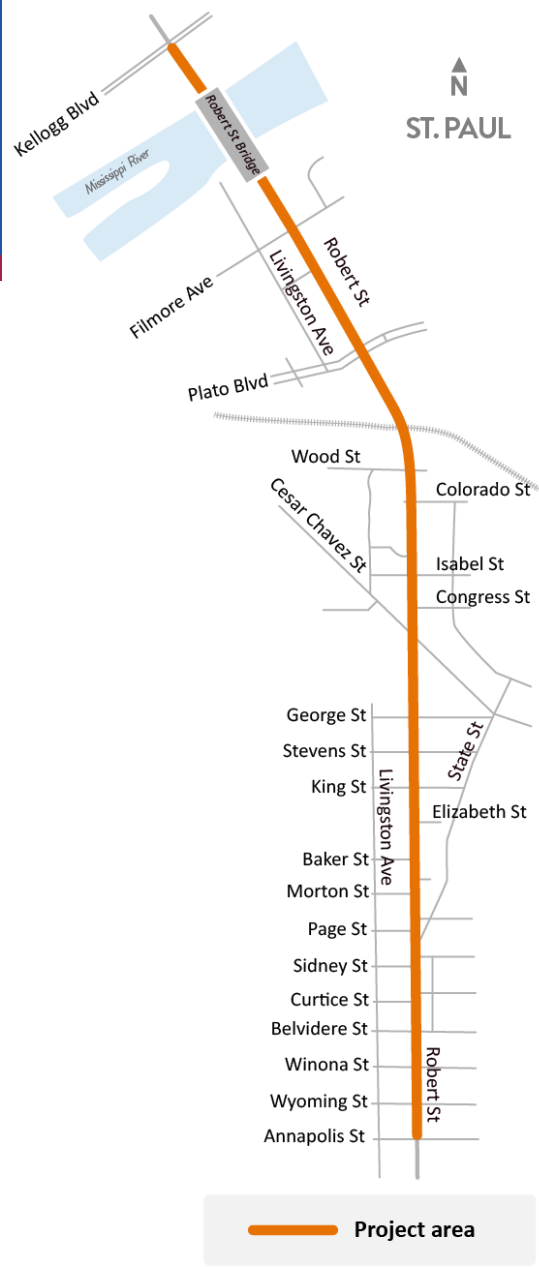 Kellogg Blvd
Robert St Bridge
N
ST. PAUL
Mississippi River
Robert St
Livingston Ave
Filmore Ave
Plato Blvd
Wood St
Cesar Chavez St
Colorado St
Isabel St
Congress St
George St
State St
Stevens St
Livingston Ave
King St
Elizabeth St
Baker St
Morton St
Page St
Sidney St
Curtice St
Belvidere St
Robert St
Winona St
Wyoming St
Annapolis St
Project area